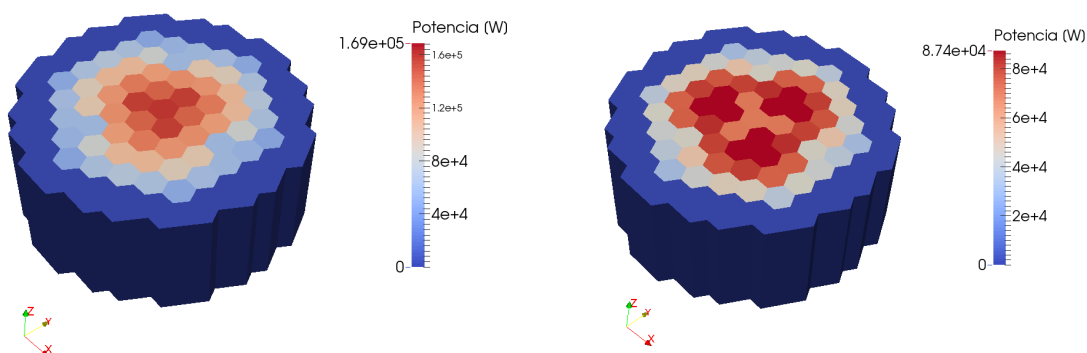 Potencia (W)
1.69e+05
1.6e+5
1.2e+5
8e+4
4e+4
0
Z
Y
X
Potencia (W)
8.74e+04
8e+4
6e+4
4e+4
2e+4
0
Z
Y
X